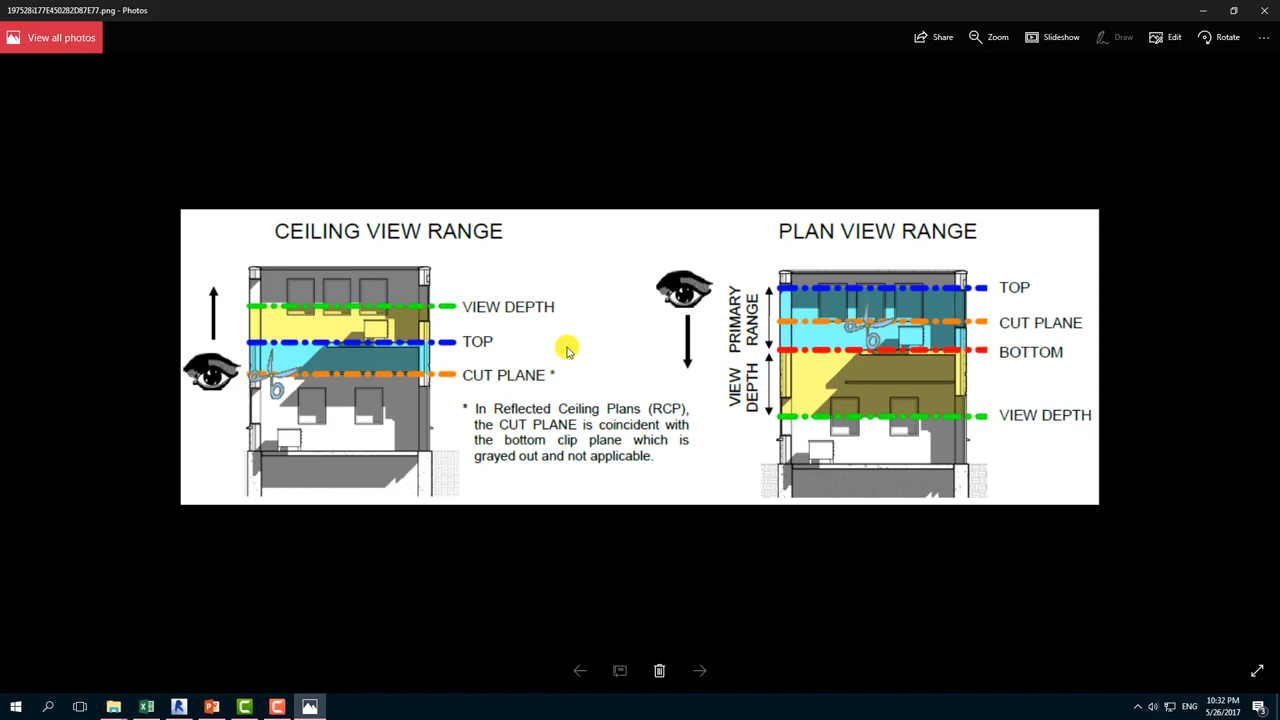 197528i177E450282D87E77.png - Photos
View all photos
Share
Zoom
Slideshow
Draw
Edit
Rotate
CEILING VIEW RANGE
VIEW DEPTH
TOP
CUT PLANE *
* In Reflected Ceiling Plans (RCP),
the CUT PLANE is coincident with
the bottom clip plane which is
grayed out and not applicable.
PLAN VIEW RANGE
PRIMARY
RANGE
VIEW
DEPTH
TOP
CUT PLANE
BOTTOM
VIEW DEPTH
ENG
10:32 PM
5/26/2017